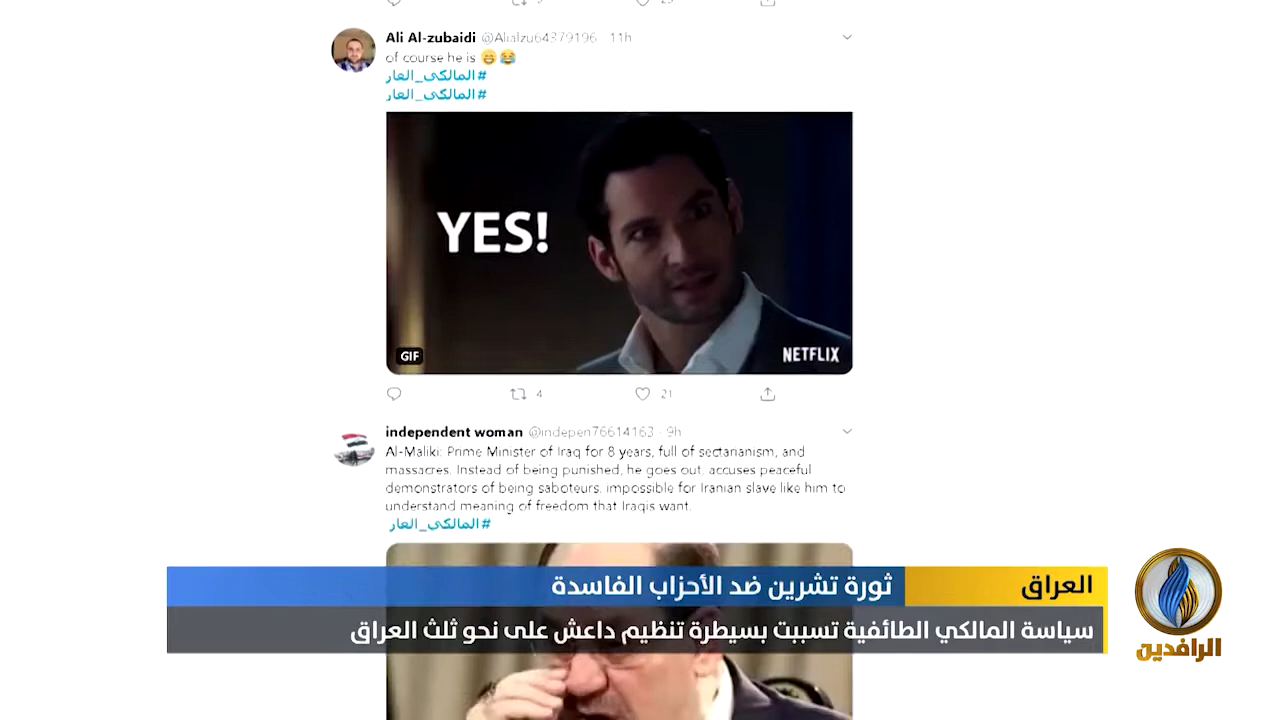 Ali Al-zubaidi @Alialzu64379196 · 11h
of course he is 😄😂
#المالكي_العار
#المالكي_العار
YES!
GIF
NETFLIX
4
21
independent woman @indepen76614163 · 9h
Al-Maliki: Prime Minister of Iraq for 8 years, full of sectarianism, and
massacres. Instead of being punished, he goes out, accuses peaceful
demonstrators of being saboteurs. impossible for Iranian slave like him to
understand meaning of freedom that Iraqis want.
#المالكي_العار
العراق
ثورة تشرين ضد الأحزاب الفاسدة
سياسة المالكي الطائفية تسببت بسيطرة تنظيم داعش على نحو ثلث العراق
الرافدين